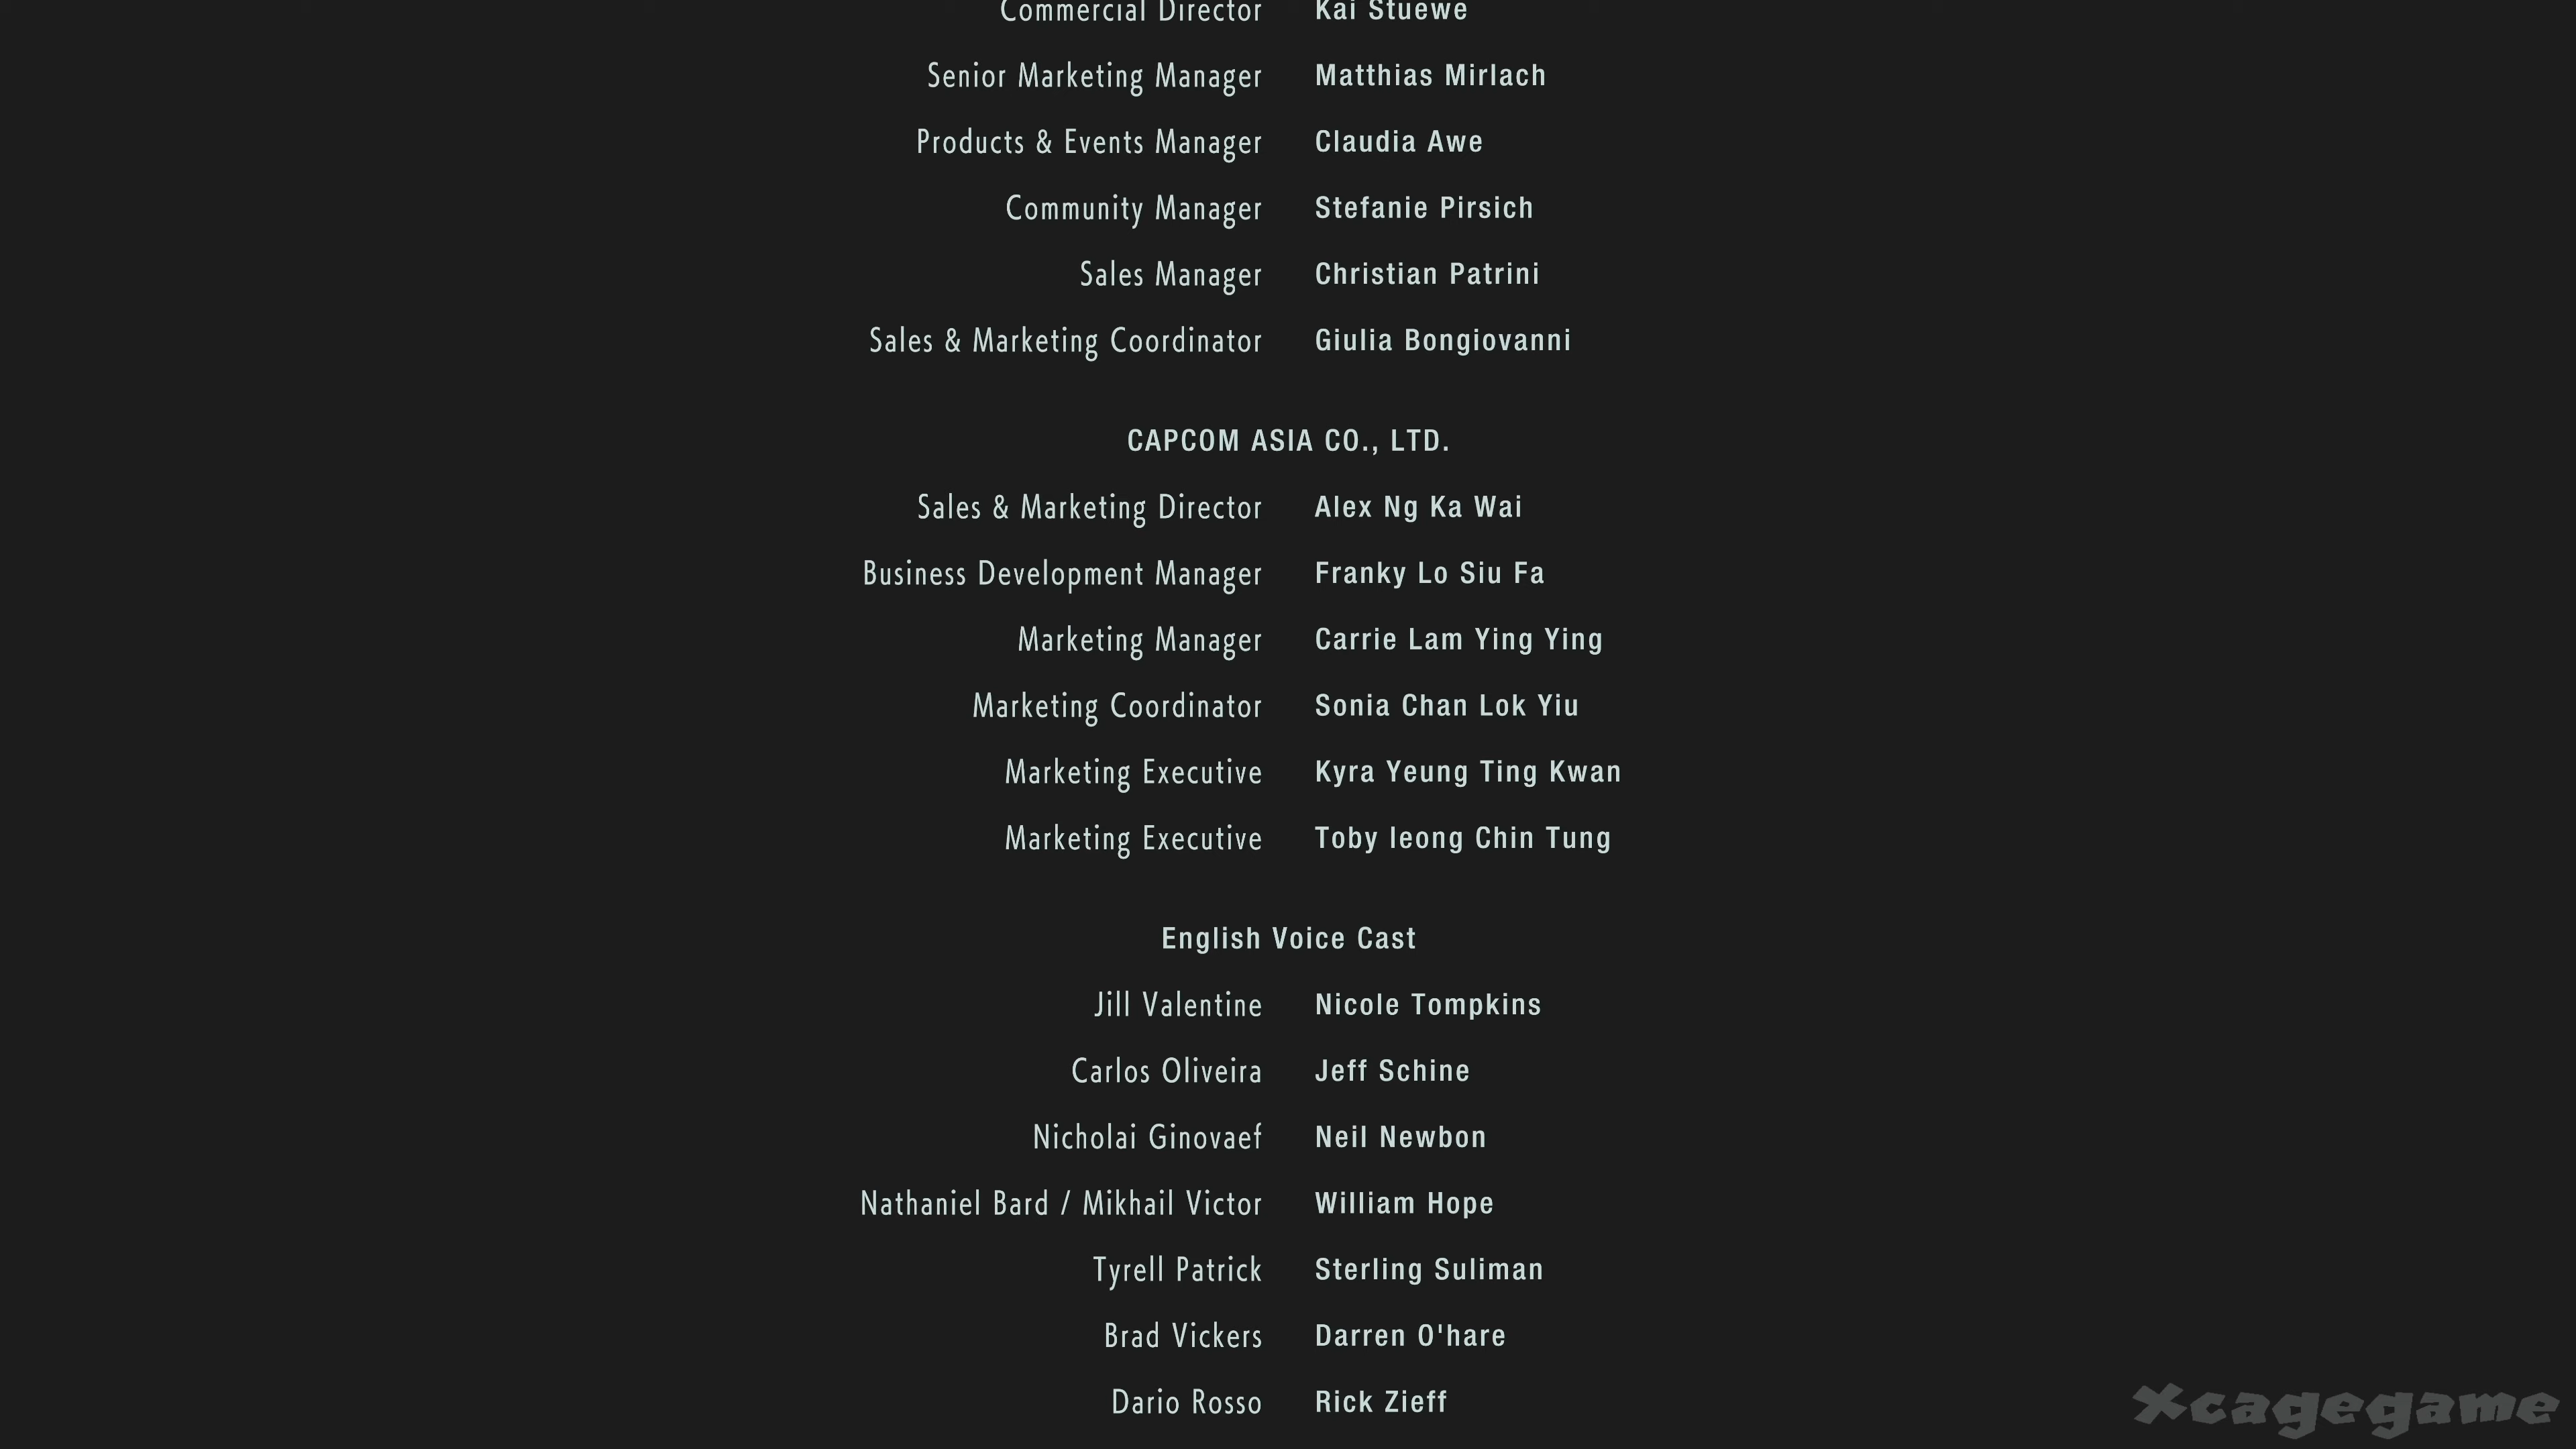 Commercial Director Kai Stuewe
Senior Marketing Manager Matthias Mirlach
Products & Events Manager Claudia Awe
Community Manager Stefanie Pirsich
Sales Manager Christian Patrini
Sales & Marketing Coordinator Giulia Bongiovanni
CAPCOM ASIA CO., LTD.
Sales & Marketing Director Alex Ng Ka Wai
Business Development Manager Franky Lo Siu Fa
Marketing Manager Carrie Lam Ying Ying
Marketing Coordinator Sonia Chan Lok Yiu
Marketing Executive Kyra Yeung Ting Kwan
Marketing Executive Toby Ieong Chin Tung
English Voice Cast
Jill Valentine Nicole Tompkins
Carlos Oliveira Jeff Schine
Nicholai Ginovaef Neil Newbon
Nathaniel Bard / Mikhail Victor William Hope
Tyrell Patrick Sterling Suliman
Brad Vickers Darren O'hare
Dario Rosso Rick Zieff
Xcagegame